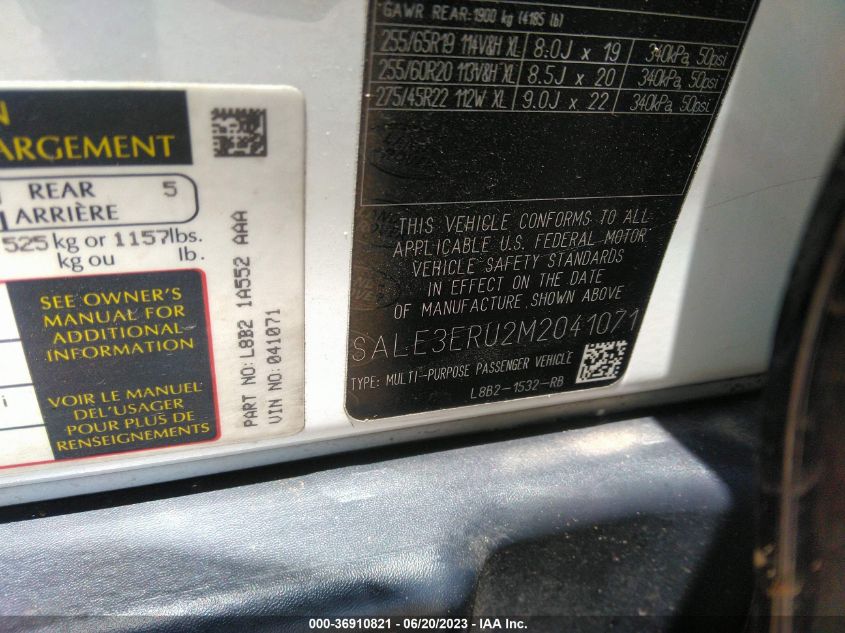 GAWR REAR:1900 kg (4185 lb)
255/65R19 114V&H XL 8.0J x 19 340kPa, 50psi
255/60R20 113V&H XL 8.5J x 20 340kPa, 50psi
275/45R22 112W XL 9.0J x 22 340kPa, 50psi
THIS VEHICLE CONFORMS TO ALL
APPLICABLE U.S. FEDERAL MOTOR
VEHICLE SAFETY STANDARDS
IN EFFECT ON THE DATE
OF MANUFACTURE SHOWN ABOVE
SALE3ERU2M2041071
TYPE: MULTI-PURPOSE PASSENGER VEHICLE
L8B2-1532-RB
N
ARGEMENT
REAR 5
ARRIÈRE
525 kg or 1157 lbs.
kg ou lb.
SEE OWNER'S
MANUAL FOR
ADDITIONAL
INFORMATION
VOIR LE MANUEL
DEL'USAGER
POUR PLUS DE
RENSEIGNEMENTS
i
PART NO: L8B2 1A552 AAA
VIN NO: 041071
000-36910821 - 06/20/2023 - IAA Inc.